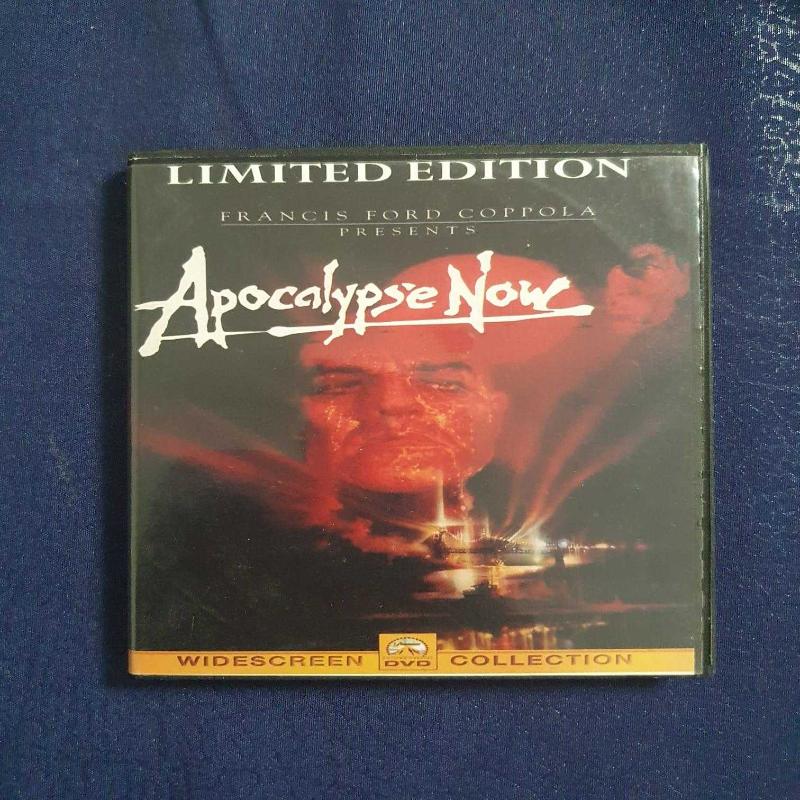 LIMITED EDITION
FRANCIS FORD COPPOLA
PRESENTS
Apocalypse Now
WIDESCREEN DVD COLLECTION